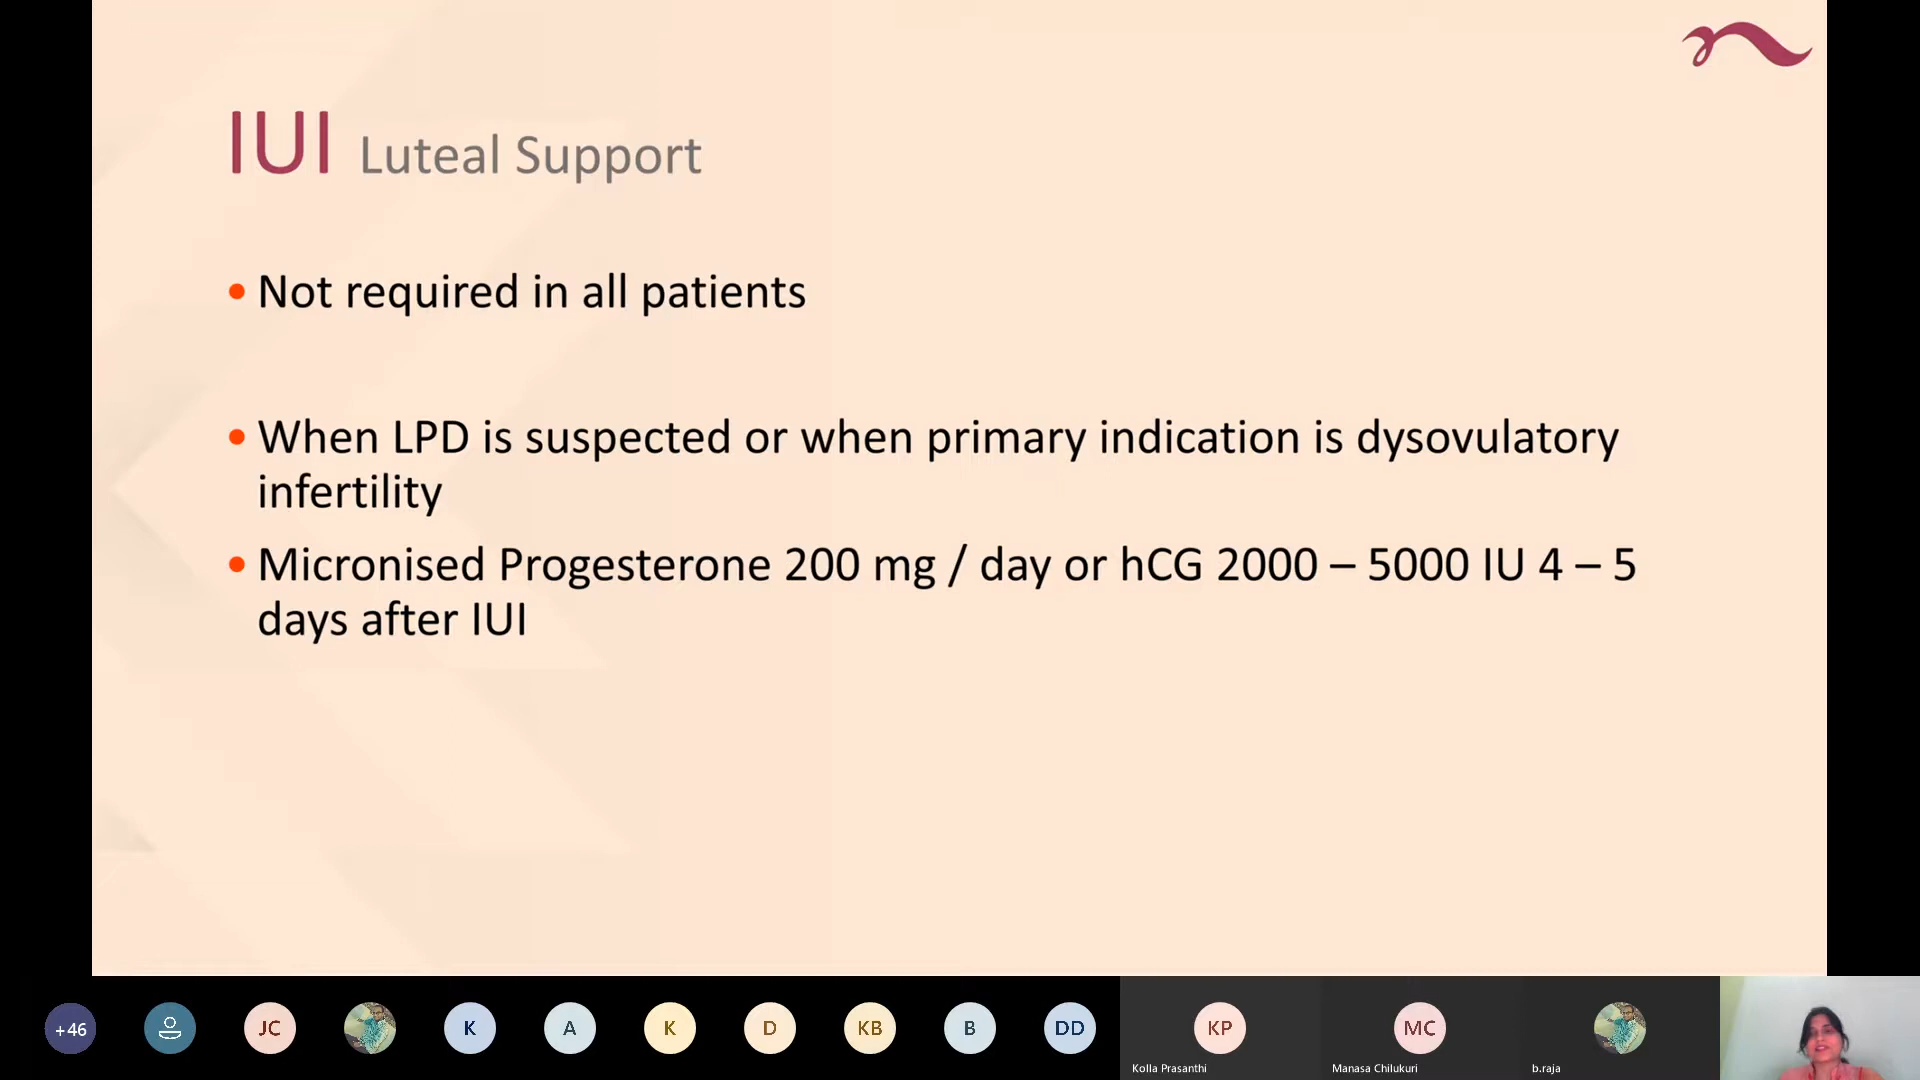 IUI Luteal Support
• Not required in all patients
• When LPD is suspected or when primary indication is dysovulatory
infertility
• Micronised Progesterone 200 mg / day or hCG 2000 – 5000 IU 4 – 5
days after IUI
+46
JC
K
A
K
D
KB
B
DD
KP
MC
Kolla Prasanthi
Manasa Chilukuri
b.raja